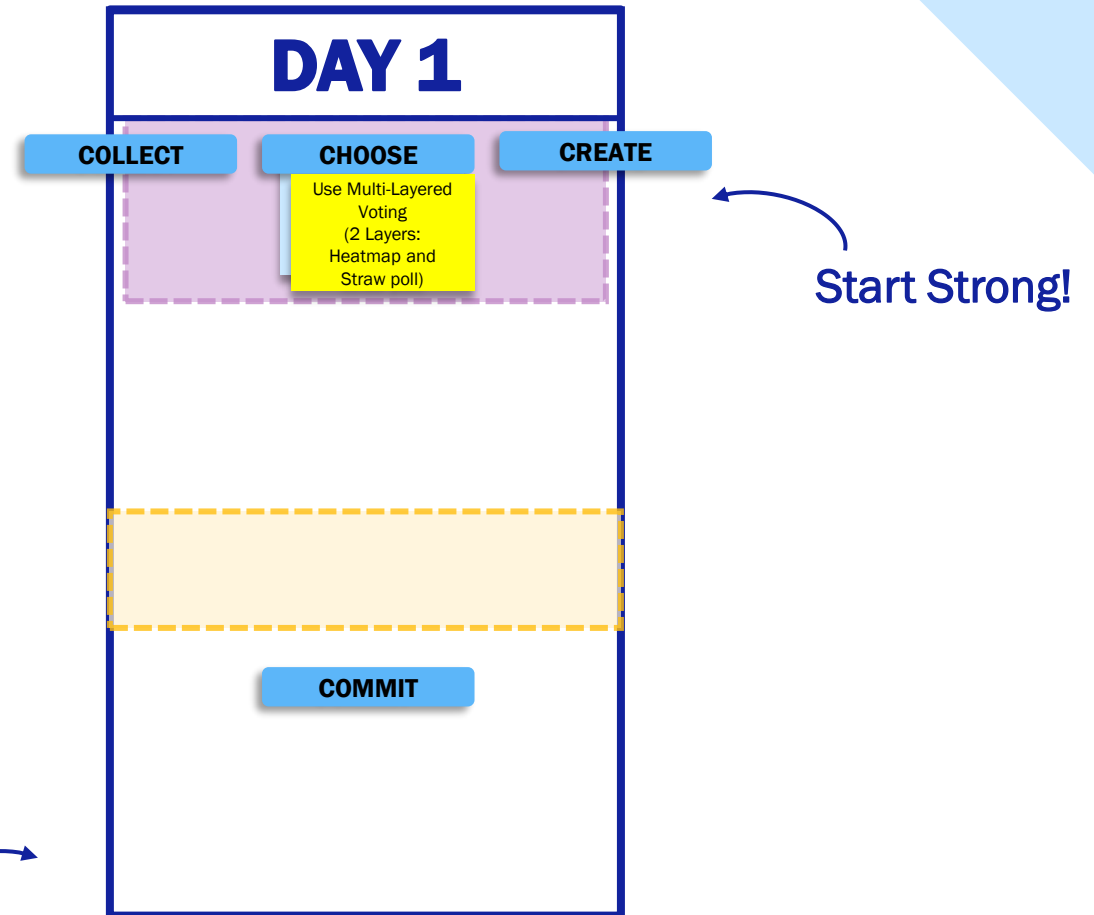 DAY 1
COLLECT
CHOOSE
CREATE
Use Multi-Layered
Voting
(2 Layers:
Heatmap and
Straw poll)
Start Strong!
COMMIT